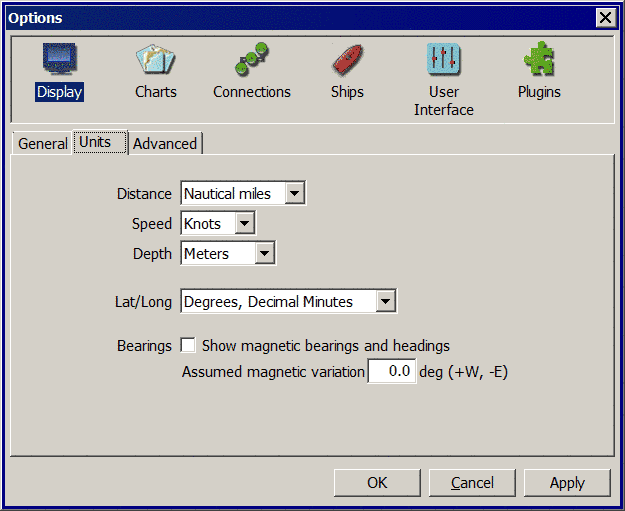 Options
Display Charts Connections Ships User Interface Plugins
General Units Advanced
Distance Nautical miles
Speed Knots
Depth Meters
Lat/Long Degrees, Decimal Minutes
Bearings Show magnetic bearings and headings
Assumed magnetic variation 0.0 deg (+W, -E)
OK Cancel Apply